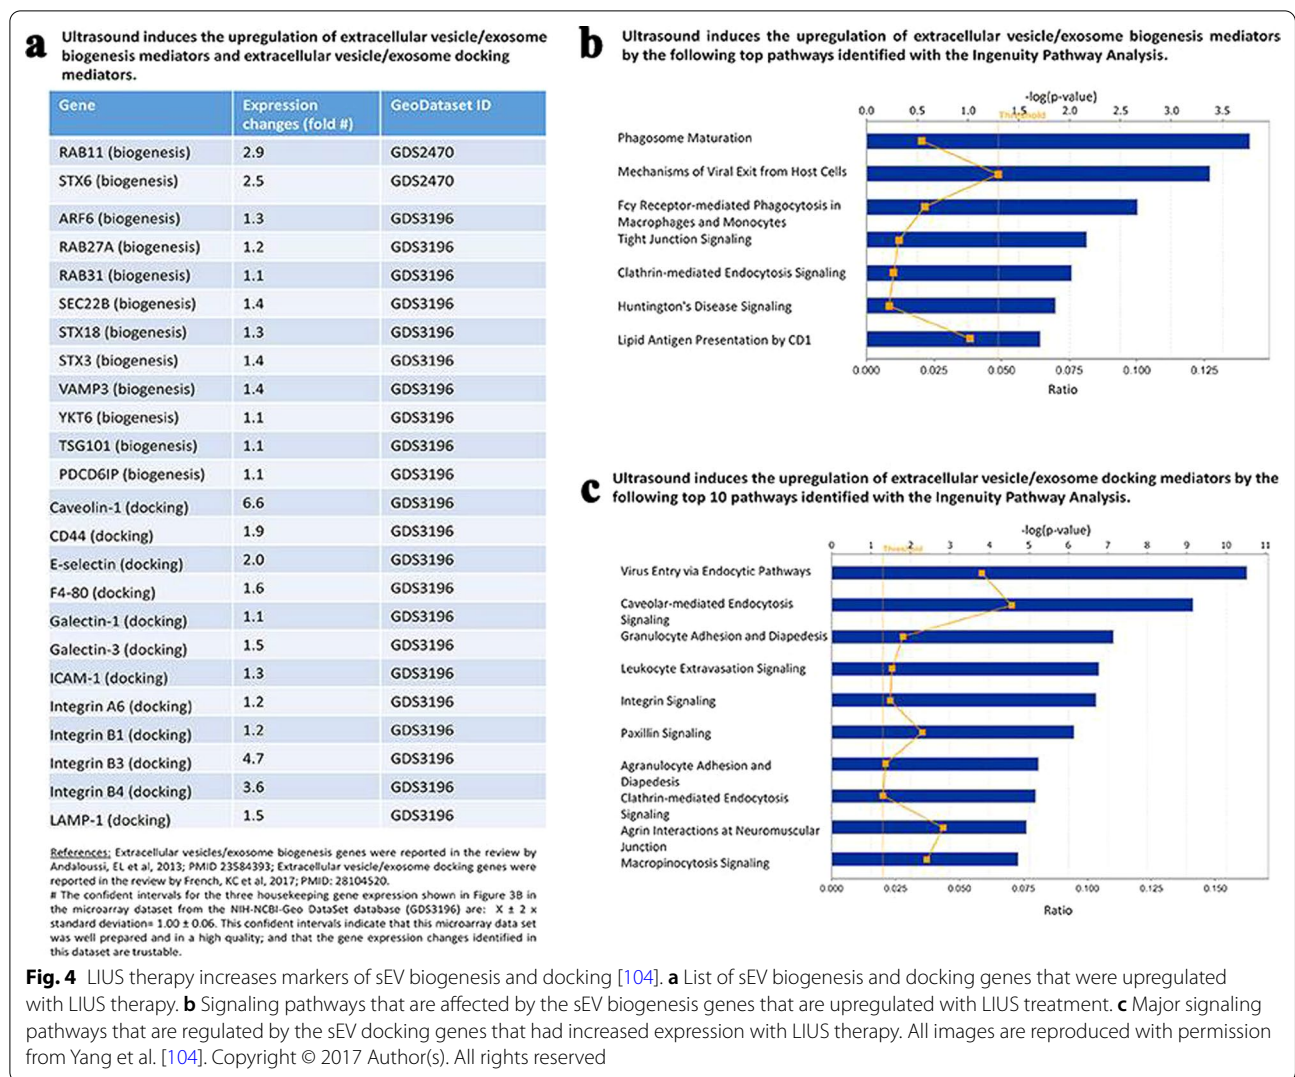 a
Ultrasound induces the upregulation of extracellular vesicle/exosome
biogenesis mediators and extracellular vesicle/exosome docking
mediators.
Gene Expression changes (fold #) GeoDataset ID
RAB11 (biogenesis) 2.9 GDS2470
STX6 (biogenesis) 2.5 GDS2470
ARF6 (biogenesis) 1.3 GDS3196
RAB27A (biogenesis) 1.2 GDS3196
RAB31 (biogenesis) 1.1 GDS3196
SEC22B (biogenesis) 1.4 GDS3196
STX18 (biogenesis) 1.3 GDS3196
STX3 (biogenesis) 1.4 GDS3196
VAMP3 (biogenesis) 1.4 GDS3196
YKT6 (biogenesis) 1.1 GDS3196
TSG101 (biogenesis) 1.1 GDS3196
PDCD6IP (biogenesis) 1.1 GDS3196
Caveolin-1 (docking) 6.6 GDS3196
CD44 (docking) 1.9 GDS3196
E-selectin (docking) 2.0 GDS3196
F4-80 (docking) 1.6 GDS3196
Galectin-1 (docking) 1.1 GDS3196
Galectin-3 (docking) 1.5 GDS3196
ICAM-1 (docking) 1.3 GDS3196
Integrin A6 (docking) 1.2 GDS3196
Integrin B1 (docking) 1.2 GDS3196
Integrin B3 (docking) 4.7 GDS3196
Integrin B4 (docking) 3.6 GDS3196
LAMP-1 (docking) 1.5 GDS3196
References: Extracellular vesicles/exosome biogenesis genes were reported in the review by
Andaloussi, EL et al, 2013; PMID 23584393; Extracellular vesicle/exosome docking genes were
reported in the review by French, KC et al, 2017; PMID: 28104520.
# The confident intervals for the three housekeeping gene expression shown in Figure 3B in
the microarray dataset from the NIH-NCBI-Geo DataSet database (GDS3196) are: X ± 2 x
standard deviation= 1.00 ± 0.06. This confident intervals indicate that this microarray data set
was well prepared and in a high quality; and that the gene expression changes identified in
this dataset are trustable.
b
Ultrasound induces the upregulation of extracellular vesicle/exosome biogenesis mediators
by the following top pathways identified with the Ingenuity Pathway Analysis.
-log(p-value)
0.0 0.5 1.0 1.5 2.0 2.5 3.0 3.5
Threshold
Phagosome Maturation
Mechanisms of Viral Exit from Host Cells
Fcy Receptor-mediated Phagocytosis in
Macrophages and Monocytes
Tight Junction Signaling
Clathrin-mediated Endocytosis Signaling
Huntington's Disease Signaling
Lipid Antigen Presentation by CD1
0.000 0.025 0.050 0.075 0.100 0.125
Ratio
c
Ultrasound induces the upregulation of extracellular vesicle/exosome docking mediators by the
following top 10 pathways identified with the Ingenuity Pathway Analysis.
-log(p-value)
0 1 2 3 4 5 6 7 8 9 10 11
Threshold
Virus Entry via Endocytic Pathways
Caveolar-mediated Endocytosis
Signaling
Granulocyte Adhesion and Diapedesis
Leukocyte Extravasation Signaling
Integrin Signaling
Paxillin Signaling
Agranulocyte Adhesion and
Diapedesis
Clathrin-mediated Endocytosis
Signaling
Agrin Interactions at Neuromuscular
Junction
Macropinocytosis Signaling
0.000 0.025 0.050 0.075 0.100 0.125 0.150
Ratio
Fig. 4 LIUS therapy increases markers of sEV biogenesis and docking [104]. a List of sEV biogenesis and docking genes that were upregulated
with LIUS therapy. b Signaling pathways that are affected by the sEV biogenesis genes that are upregulated with LIUS treatment. c Major signaling
pathways that are regulated by the sEV docking genes that had increased expression with LIUS therapy. All images are reproduced with permission
from Yang et al. [104]. Copyright © 2017 Author(s). All rights reserved